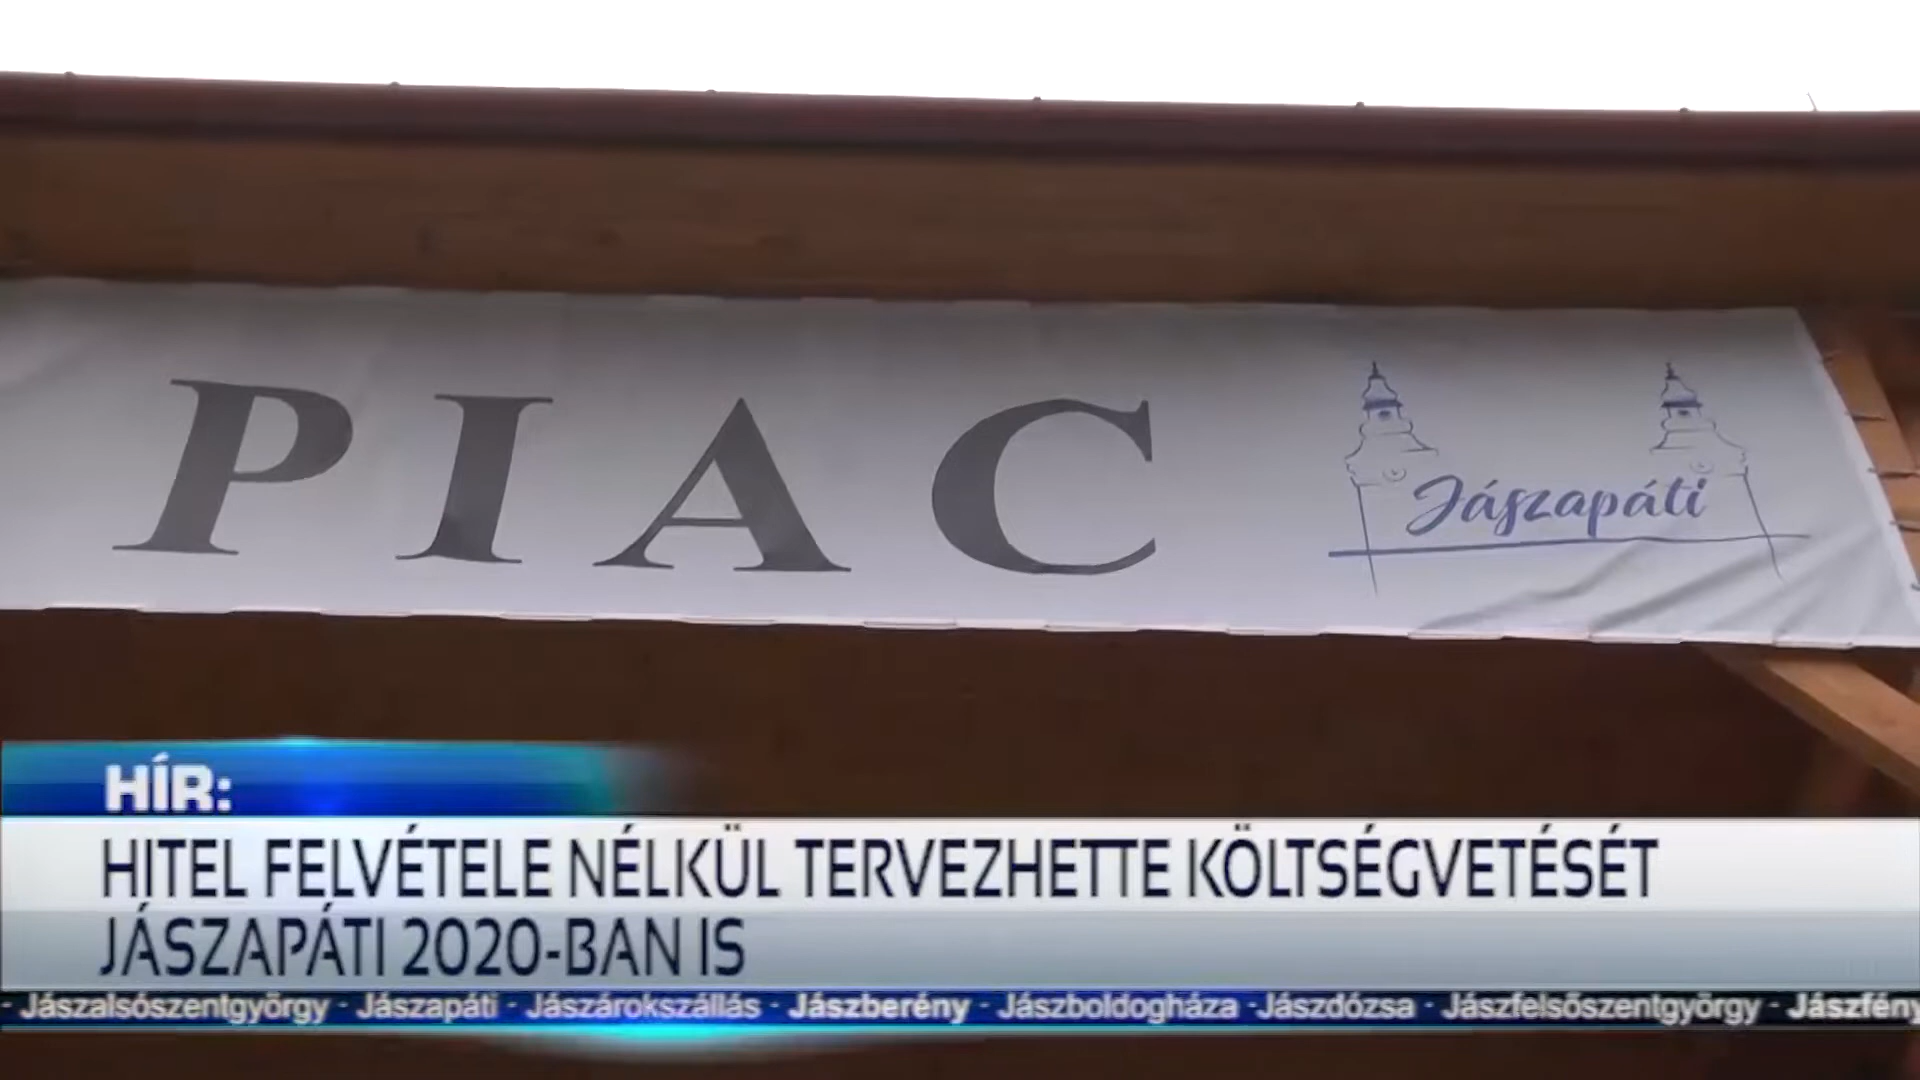 PIAC
Jászapáti
HÍR:
HITEL FELVÉTELE NÉLKÜL TERVEZHETTE KÖLTSÉGVETÉSÉT
JÁSZAPÁTI 2020-BAN IS
- Jászalsószentgyörgy - Jászapáti - Jászárokszállás - Jászberény - Jászboldogháza -Jászdózsa - Jászfelsőszentgyörgy - Jászfény